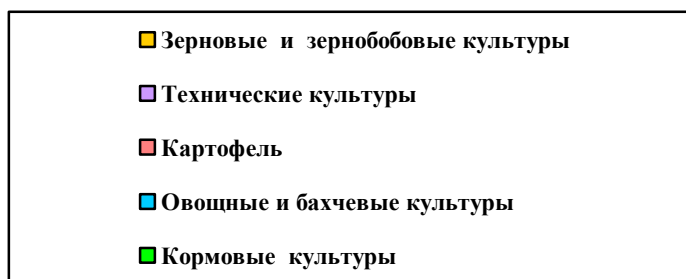 Зерновые и зернобобовые культуры
Технические культуры
Картофель
Овощные и бахчевые культуры
Кормовые культуры